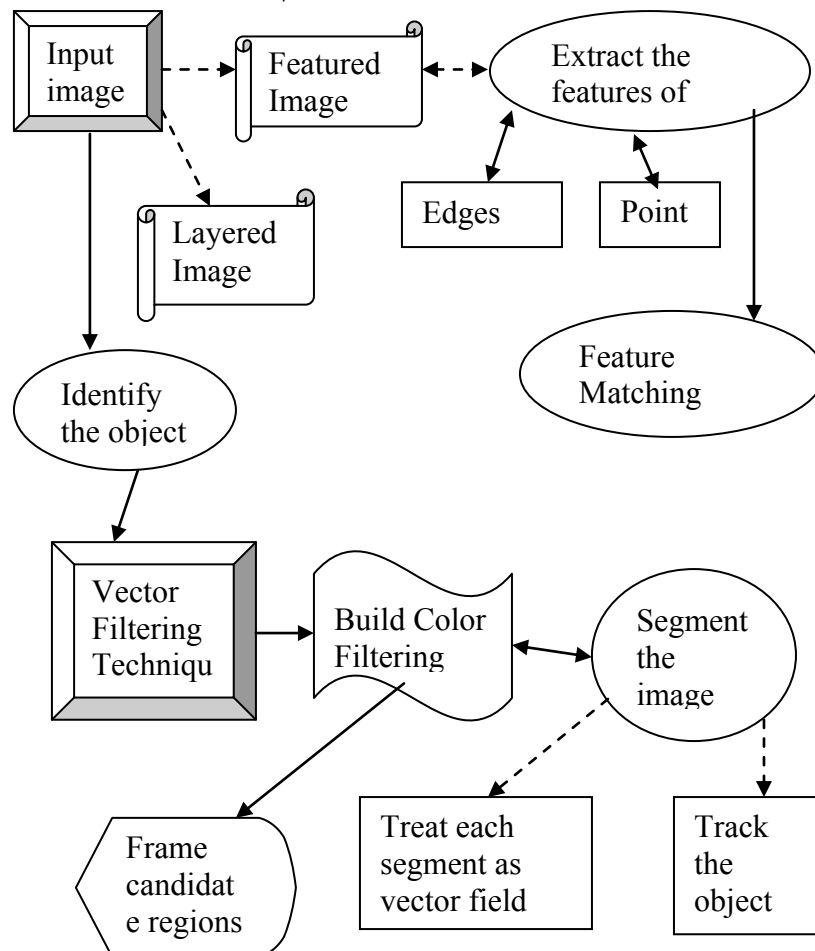 Input
image
Featured
Image
Extract the
features of
Edges
Point
Layered
Image
Feature
Matching
Identify
the object
Vector
Filtering
Techniqu
Build Color
Filtering
Segment
the
image
Frame
candidat
e regions
Treat each
segment as
vector field
Track
the
object